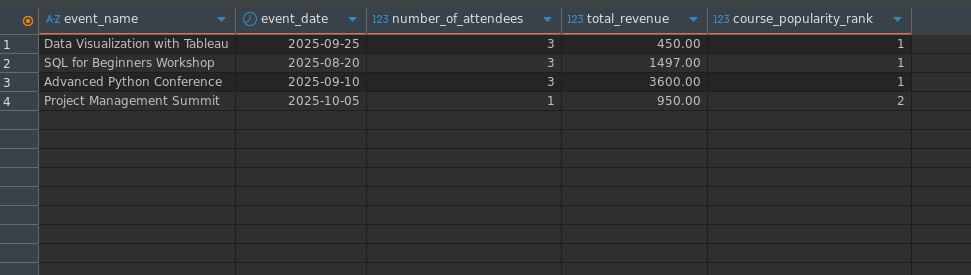 A-Z event_name event_date 123 number_of_attendees 123 total_revenue 123 course_popularity_rank
1 Data Visualization with Tableau 2025-09-25 3 450.00 1
2 SQL for Beginners Workshop 2025-08-20 3 1497.00 1
3 Advanced Python Conference 2025-09-10 3 3600.00 1
4 Project Management Summit 2025-10-05 1 950.00 2